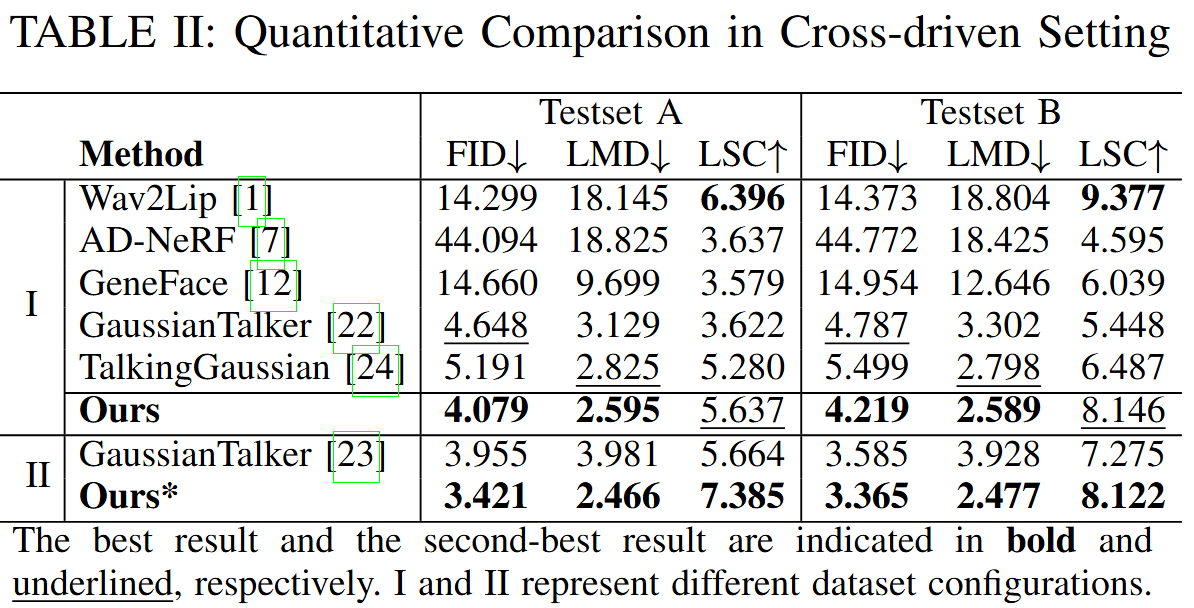 TABLE II: Quantitative Comparison in Cross-driven Setting
Testset A Testset B
Method FID↓ LMD↓ LSC↑ FID↓ LMD↓ LSC↑
I
Wav2Lip [1] 14.299 18.145 6.396 14.373 18.804 9.377
AD-NeRF [7] 44.094 18.825 3.637 44.772 18.425 4.595
GeneFace [12] 14.660 9.699 3.579 14.954 12.646 6.039
GaussianTalker [22] 4.648 3.129 3.622 4.787 3.302 5.448
TalkingGaussian [24] 5.191 2.825 5.280 5.499 2.798 6.487
Ours 4.079 2.595 5.637 4.219 2.589 8.146
II
GaussianTalker [23] 3.955 3.981 5.664 3.585 3.928 7.275
Ours* 3.421 2.466 7.385 3.365 2.477 8.122
The best result and the second-best result are indicated in bold and
underlined, respectively. I and II represent different dataset configurations.